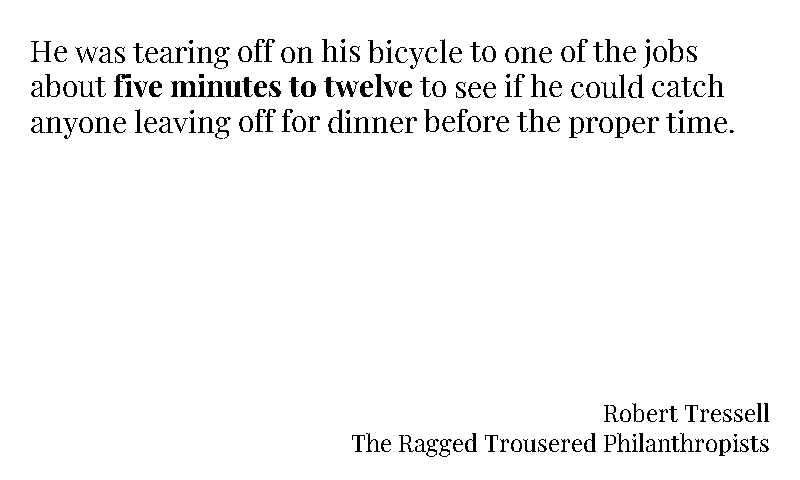 He was tearing off on his bicycle to one of the jobs
about five minutes to twelve to see if he could catch
anyone leaving off for dinner before the proper time.
Robert Tressell
The Ragged Trousered Philanthropists